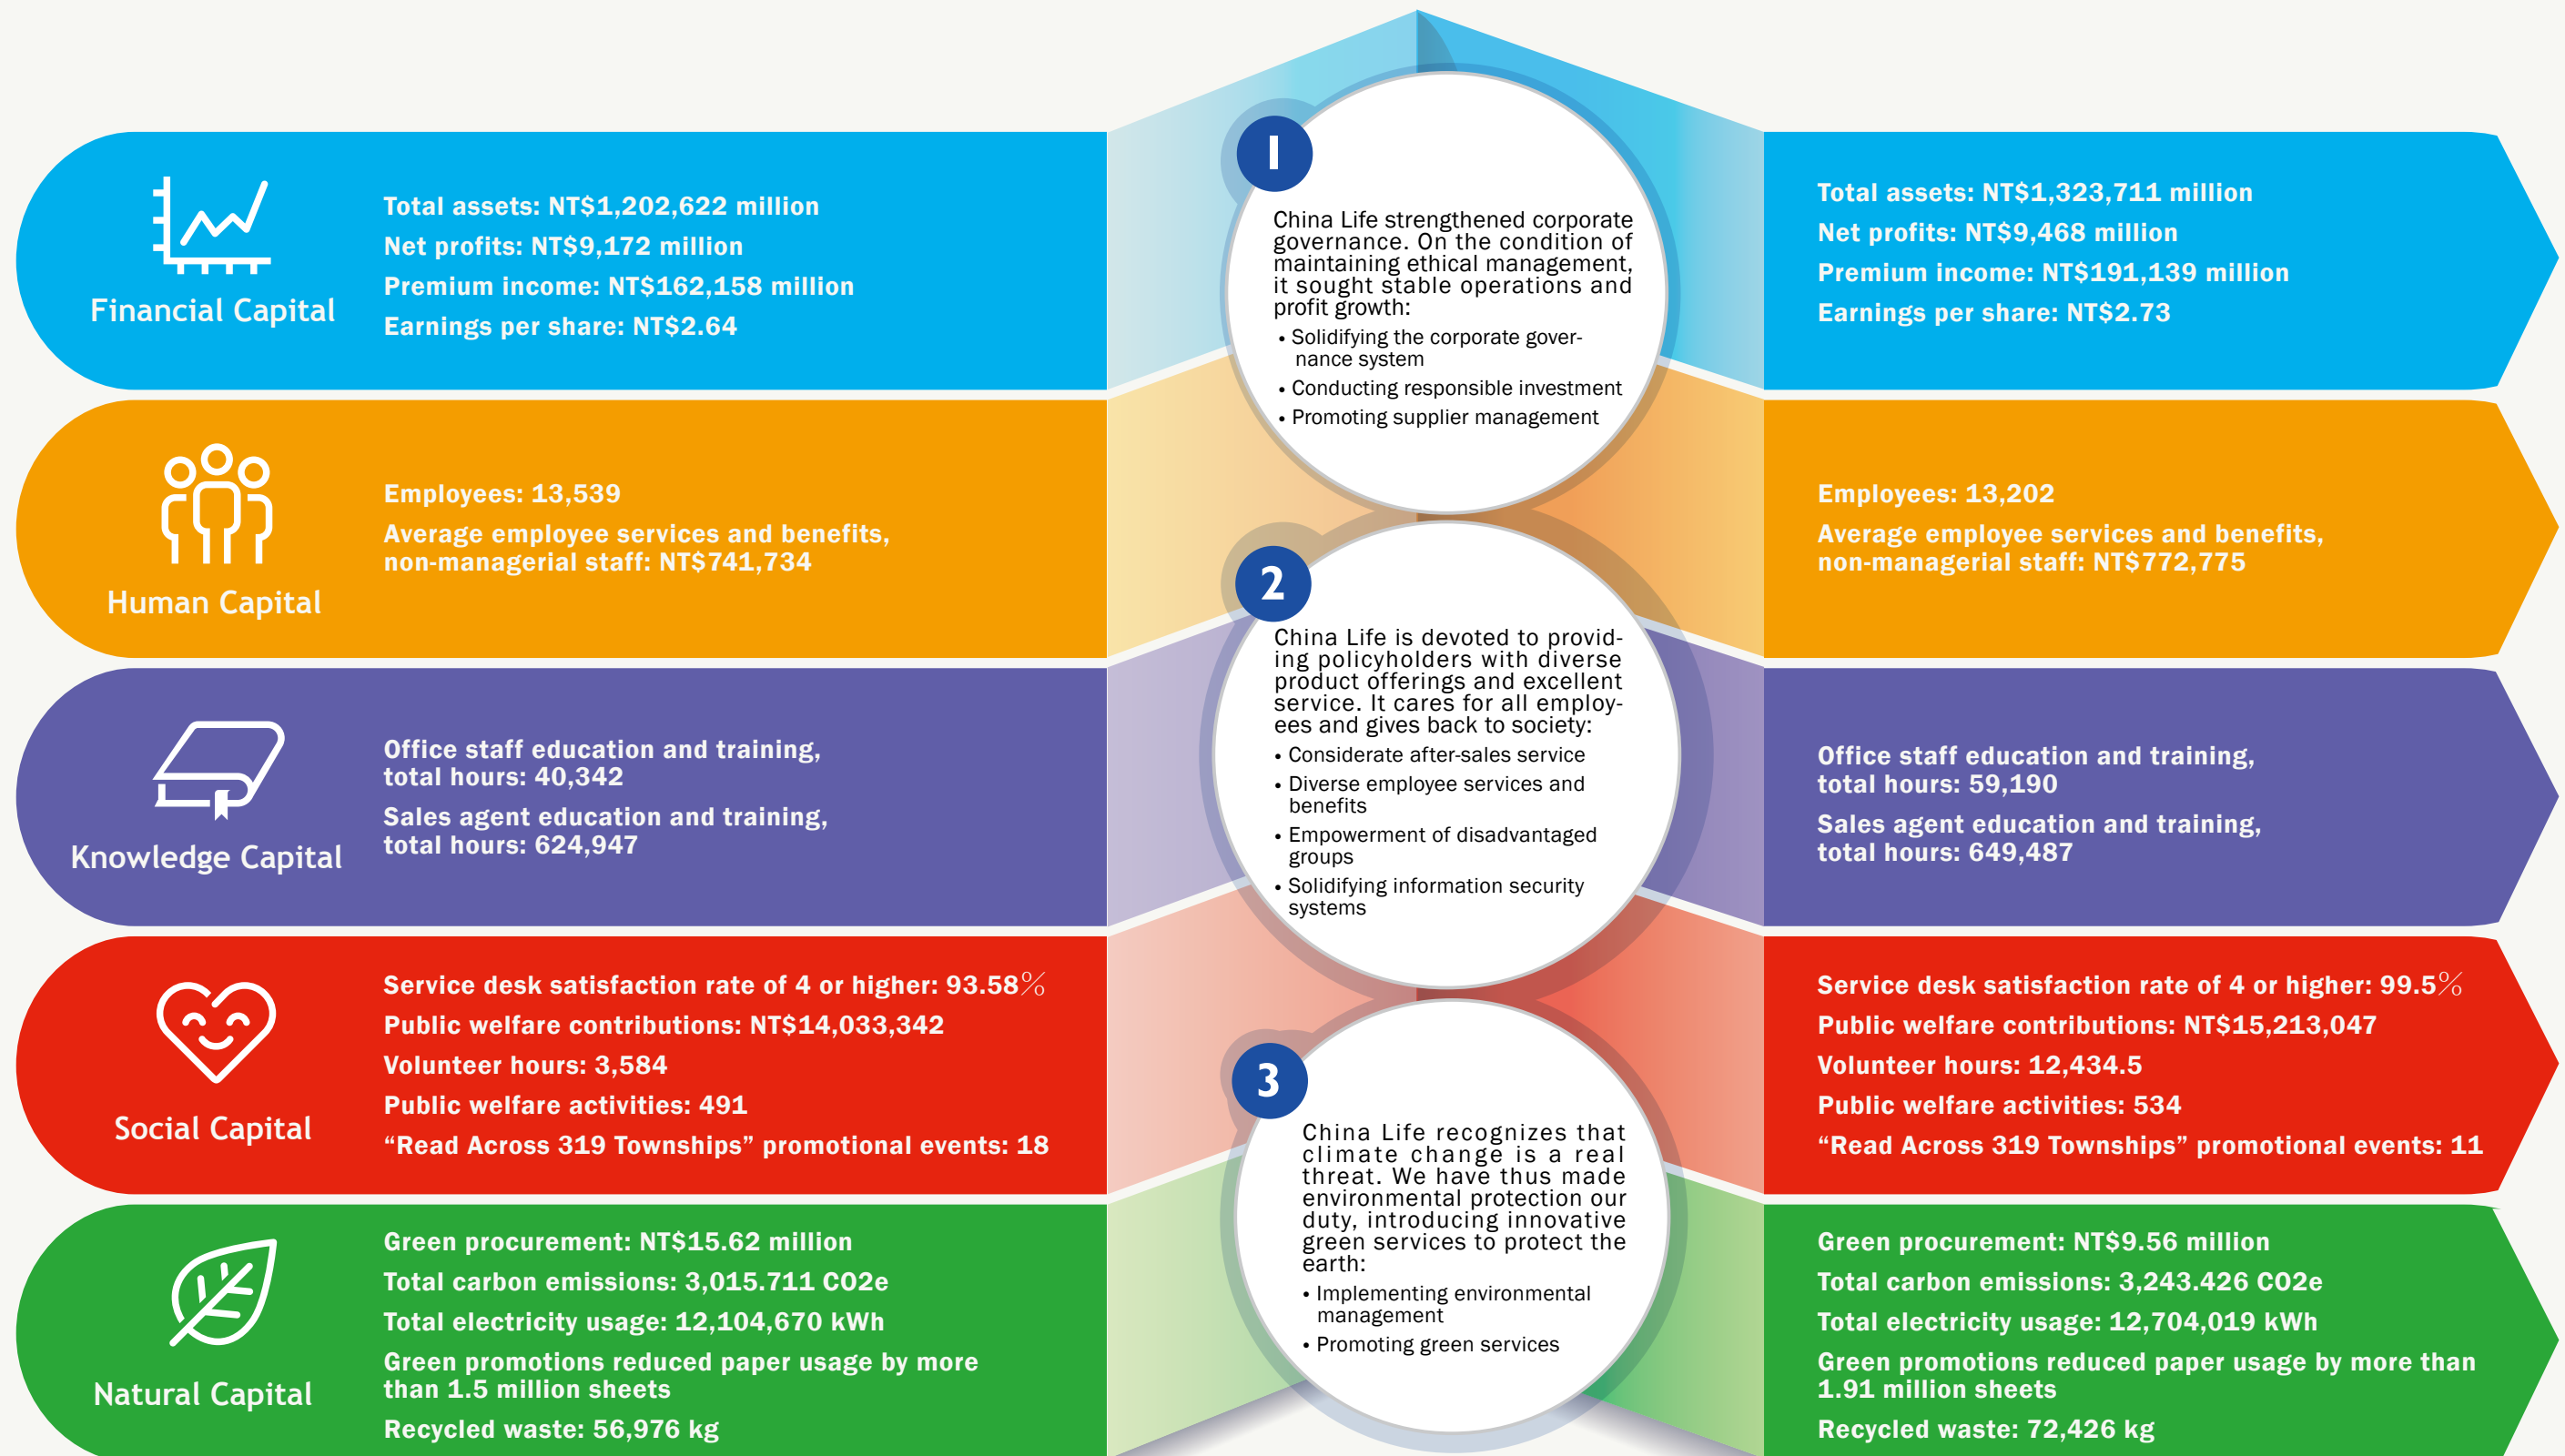 Financial Capital
Total assets: NT$1,202,622 million
Net profits: NT$9,172 million
Premium income: NT$162,158 million
Earnings per share: NT$2.64
Human Capital
Employees: 13,539
Average employee services and benefits,
non-managerial staff: NT$741,734
Knowledge Capital
Office staff education and training,
total hours: 40,342
Sales agent education and training,
total hours: 624,947
Social Capital
Service desk satisfaction rate of 4 or higher: 93.58%
Public welfare contributions: NT$14,033,342
Volunteer hours: 3,584
Public welfare activities: 491
“Read Across 319 Townships” promotional events: 18
Natural Capital
Green procurement: NT$15.62 million
Total carbon emissions: 3,015.711 CO2e
Total electricity usage: 12,104,670 kWh
Green promotions reduced paper usage by more
than 1.5 million sheets
Recycled waste: 56,976 kg
1
China Life strengthened corporate
governance. On the condition of
maintaining ethical management,
it sought stable operations and
profit growth:
• Solidifying the corporate gover-
nance system
• Conducting responsible investment
• Promoting supplier management
2
China Life is devoted to provid-
ing policyholders with diverse
product offerings and excellent
service. It cares for all employ-
ees and gives back to society:
• Considerate after-sales service
• Diverse employee services and
benefits
• Empowerment of disadvantaged
groups
• Solidifying information security
systems
3
China Life recognizes that
climate change is a real
threat. We have thus made
environmental protection our
duty, introducing innovative
green services to protect the
earth:
• Implementing environmental
management
• Promoting green services
Total assets: NT$1,323,711 million
Net profits: NT$9,468 million
Premium income: NT$191,139 million
Earnings per share: NT$2.73
Employees: 13,202
Average employee services and benefits,
non-managerial staff: NT$772,775
Office staff education and training,
total hours: 59,190
Sales agent education and training,
total hours: 649,487
Service desk satisfaction rate of 4 or higher: 99.5%
Public welfare contributions: NT$15,213,047
Volunteer hours: 12,434.5
Public welfare activities: 534
“Read Across 319 Townships” promotional events: 11
Green procurement: NT$9.56 million
Total carbon emissions: 3,243.426 CO2e
Total electricity usage: 12,704,019 kWh
Green promotions reduced paper usage by more than
1.91 million sheets
Recycled waste: 72,426 kg